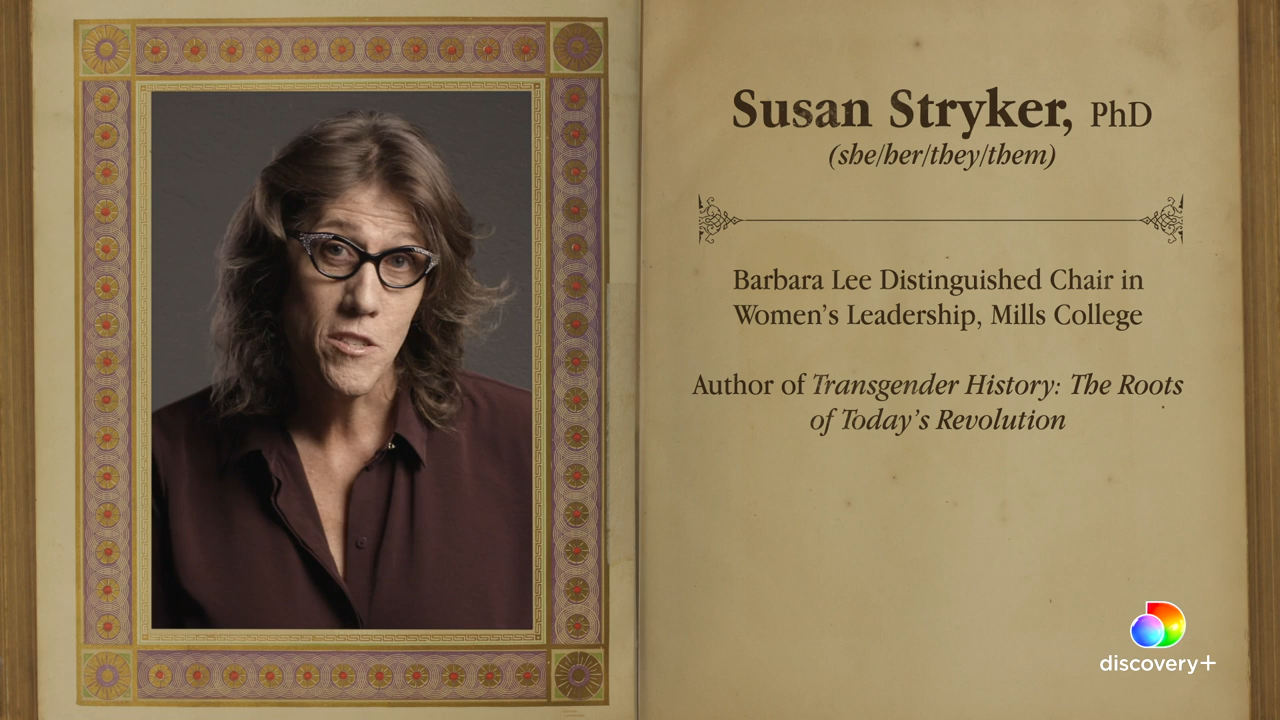 Susan Stryker, PhD
(she/her/they/them)
Barbara Lee Distinguished Chair in
Women's Leadership, Mills College
Author of Transgender History: The Roots
of Today's Revolution
discovery+